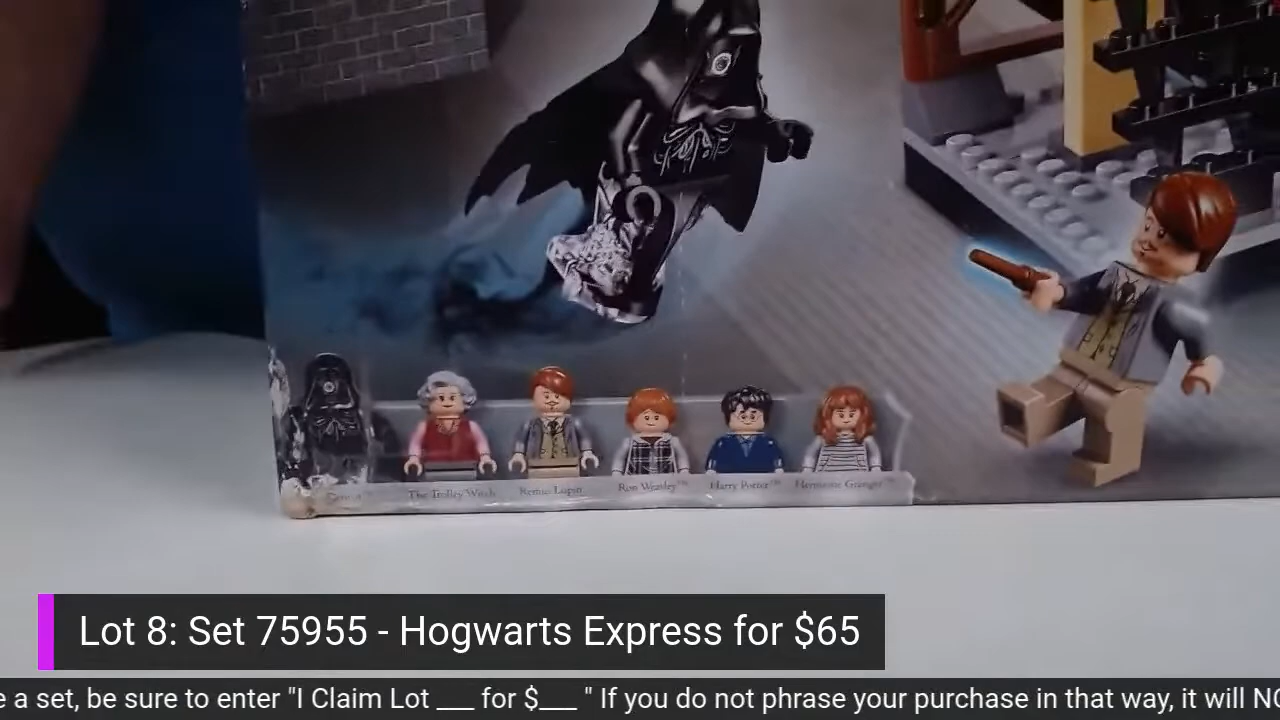 The Trolley Witch
Remus Lupin
Ron Weasley™
Harry Potter™
Hermione Granger™
Lot 8: Set 75955 - Hogwarts Express for $65
e a set, be sure to enter "I Claim Lot ___ for $___ " If you do not phrase your purchase in that way, it will NO